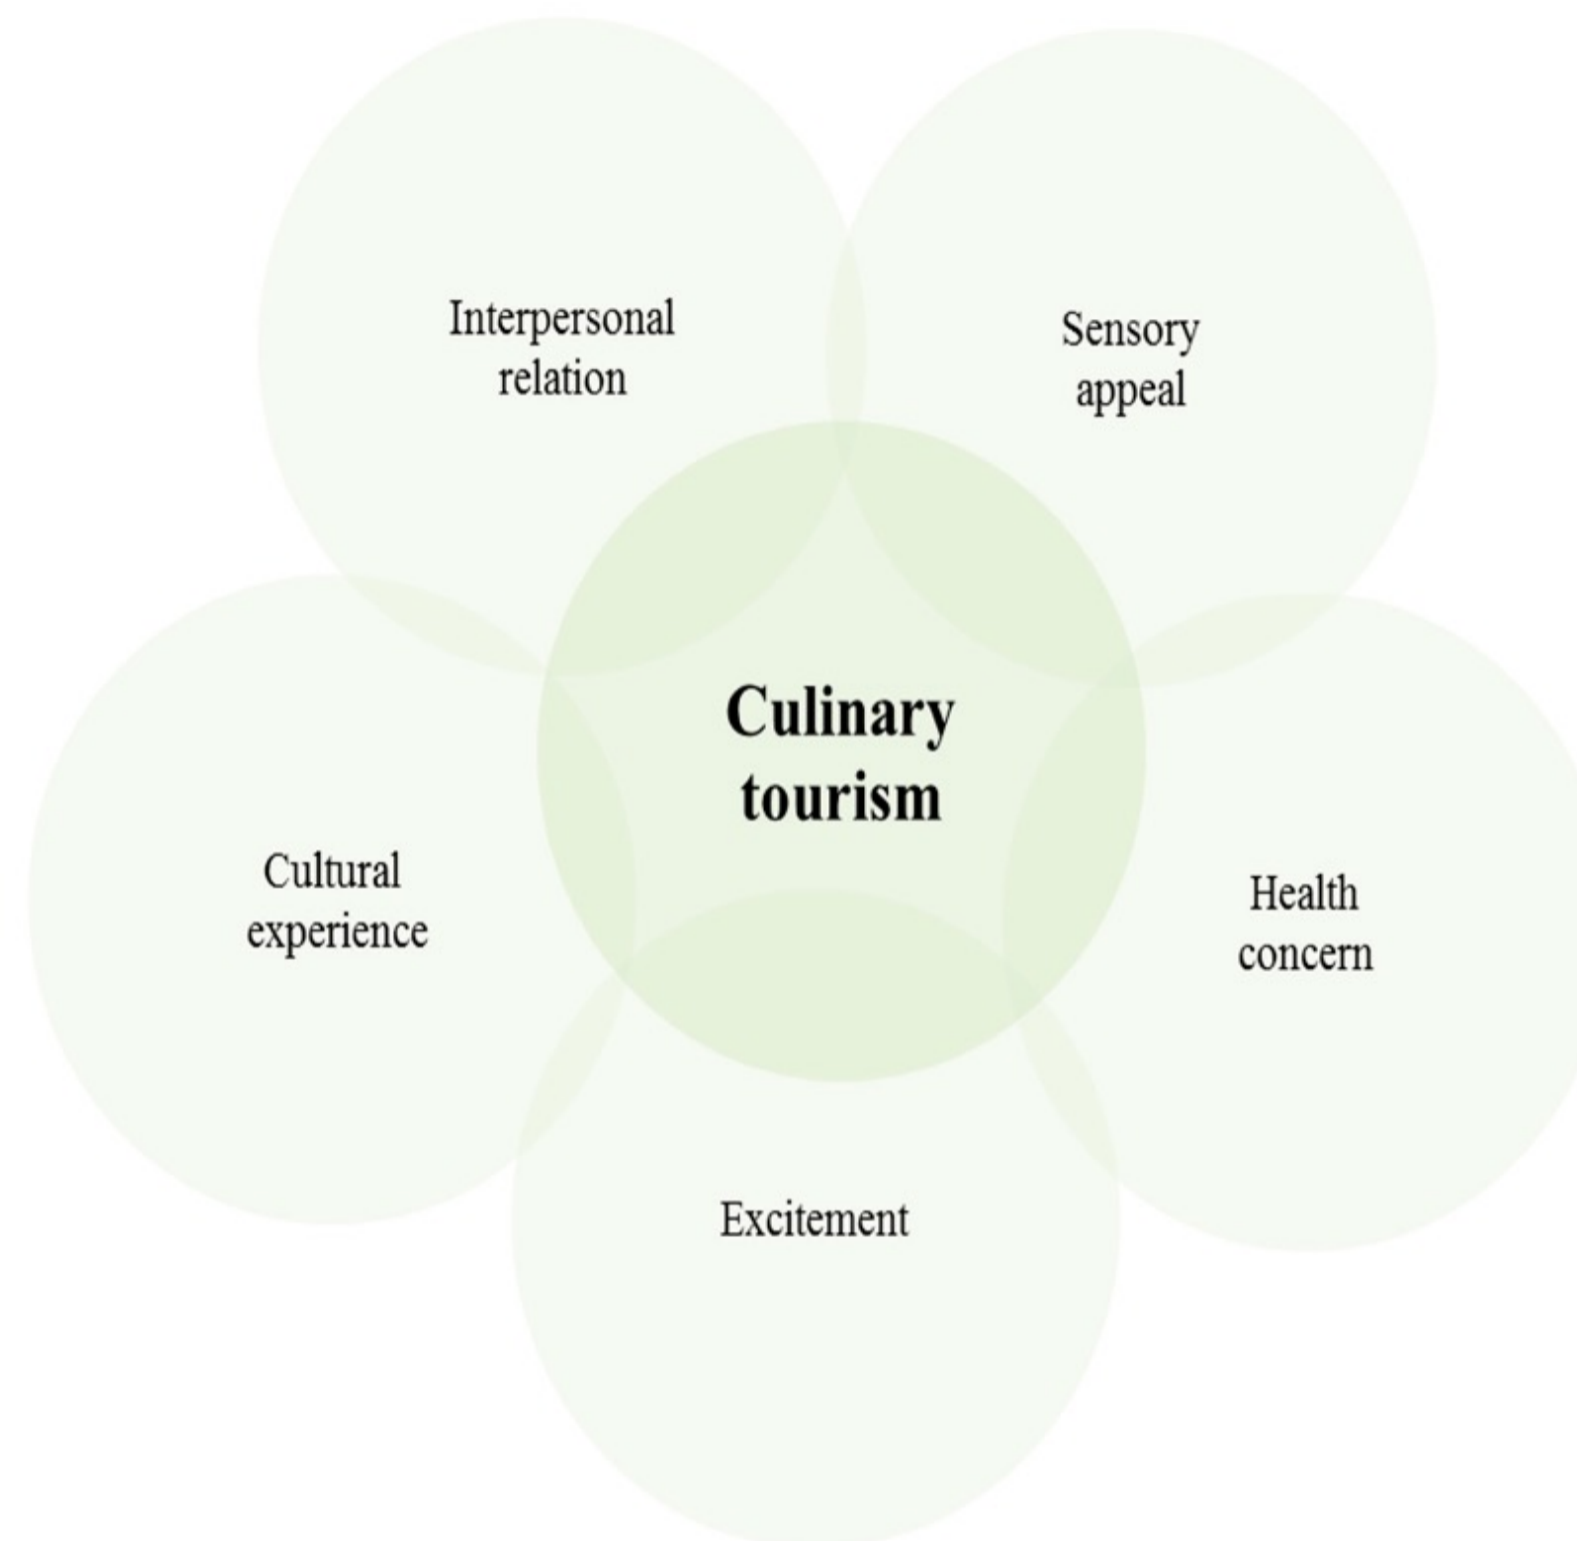 Interpersonal
relation
Sensory
appeal
Culinary
tourism
Cultural
experience
Health
concern
Excitement